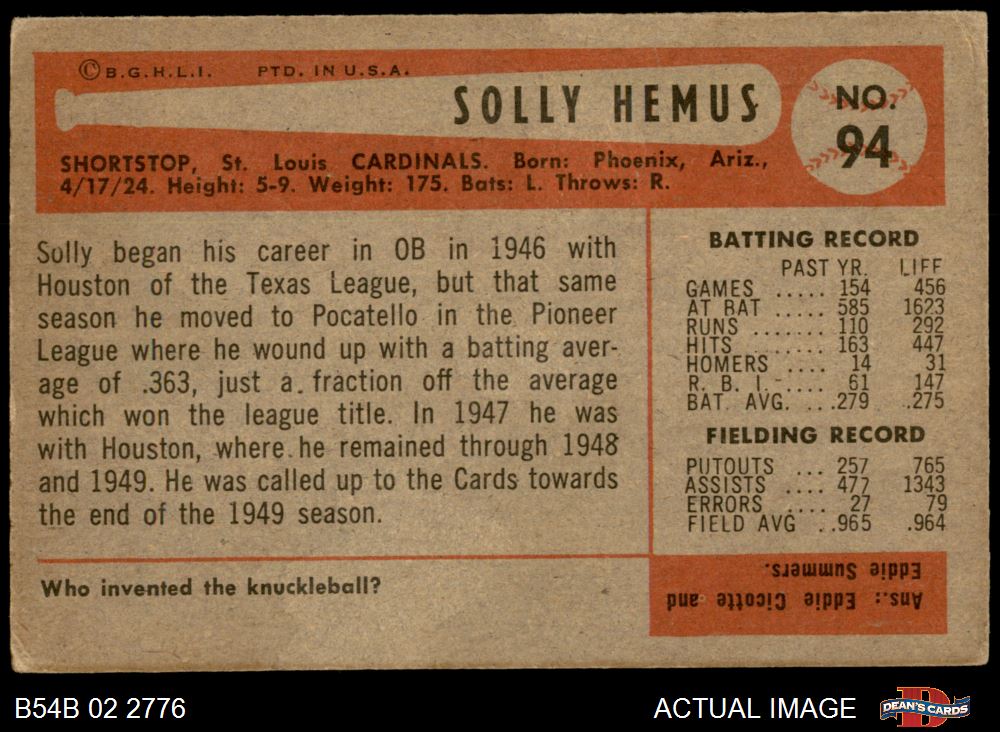 © B.G.H.L.I. PTD. IN U.S.A.
SOLLY HEMUS
NO.
94
SHORTSTOP, St. Louis CARDINALS. Born: Phoenix, Ariz.,
4/17/24. Height: 5-9. Weight: 175. Bats: L. Throws: R.
Solly began his career in OB in 1946 with
Houston of the Texas League, but that same
season he moved to Pocatello in the Pioneer
League where he wound up with a batting aver-
age of .363, just a fraction off the average
which won the league title. In 1947 he was
with Houston, where he remained through 1948
and 1949. He was called up to the Cards towards
the end of the 1949 season.
BATTING RECORD
PAST YR. LIFE
GAMES ..... 154 456
AT BAT ..... 585 1623
RUNS ....... 110 292
HITS ....... 163 447
HOMERS .... 14 31
R. B. I. .... 61 147
BAT. AVG. ...279 .275
FIELDING RECORD
PUTOUTS ... 257 765
ASSISTS .... 477 1343
ERRORS .... 27 79
FIELD AVG ..965 .964
Who invented the knuckleball?
Ans.: Eddie Cicotte and
Eddie Summers.
B54B 02 2776
ACTUAL IMAGE
D
DEAN'S CARDS